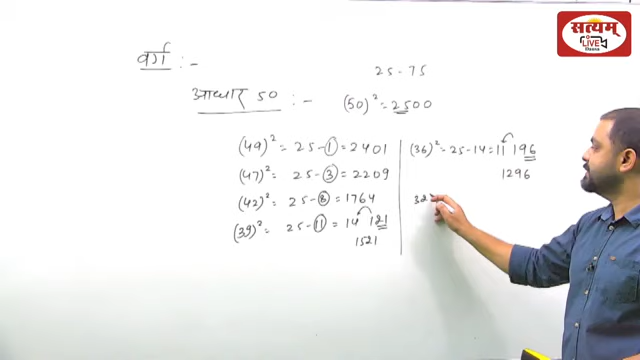 सत्यम्
LIVE
Classes
वर्ग :-
25 - 75
आधार 50 :- (50)² = 2500
(49)² = 25 - 1 = 2401
(47)² = 25 - 3 = 2209
(42)² = 25 - 8 = 1764
(39)² = 25 - 11 = 14 121
1521
(36)² = 25 - 14 = 11 196
1296
32